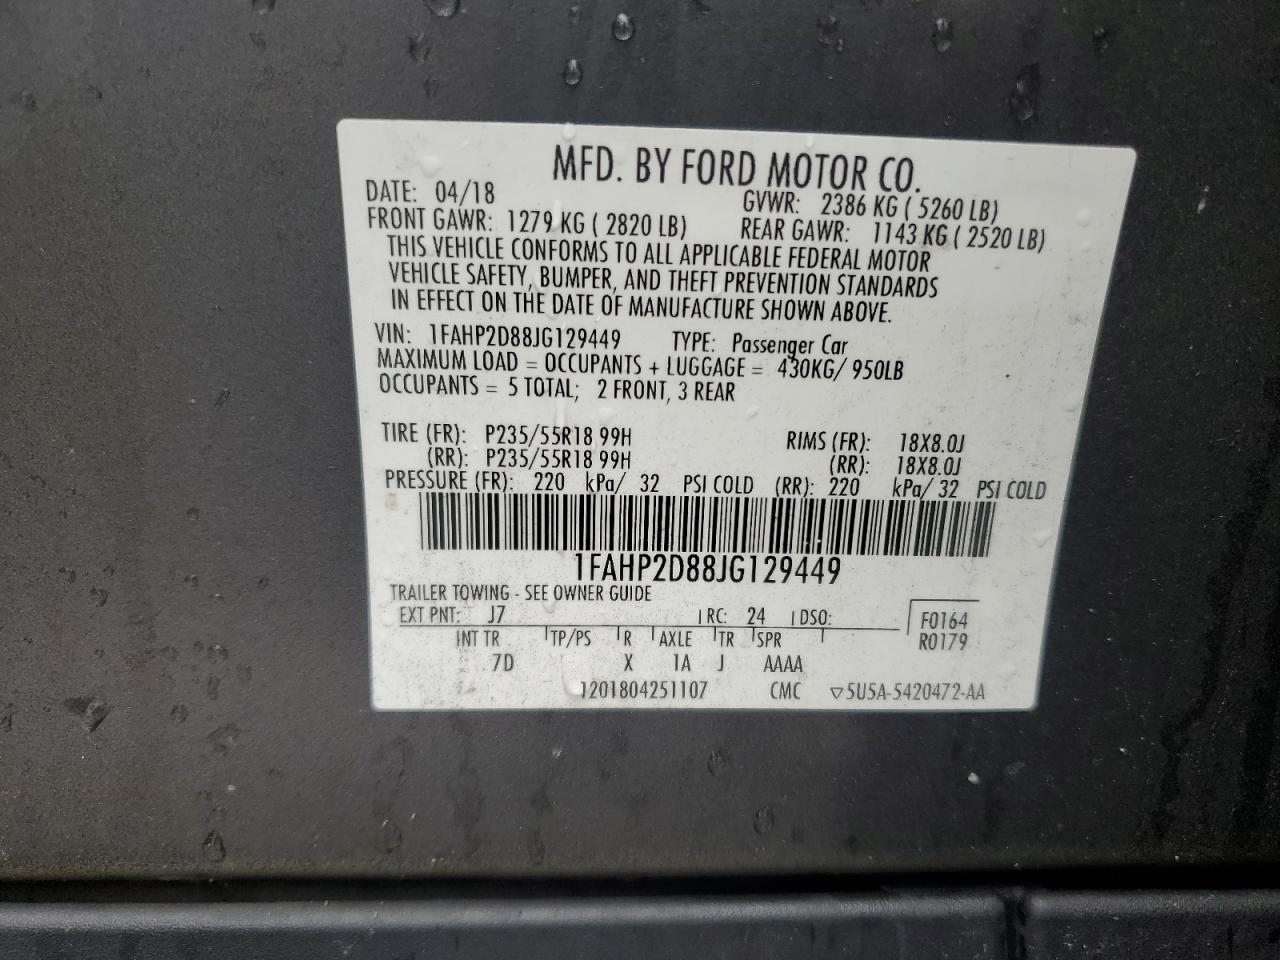 MFD. BY FORD MOTOR CO.
DATE: 04/18 GVWR: 2386 KG ( 5260 LB)
FRONT GAWR: 1279 KG ( 2820 LB) REAR GAWR: 1143 KG ( 2520 LB)
THIS VEHICLE CONFORMS TO ALL APPLICABLE FEDERAL MOTOR
VEHICLE SAFETY, BUMPER, AND THEFT PREVENTION STANDARDS
IN EFFECT ON THE DATE OF MANUFACTURE SHOWN ABOVE.
VIN: 1FAHP2D88JG129449 TYPE: Passenger Car
MAXIMUM LOAD = OCCUPANTS + LUGGAGE = 430KG/ 950LB
OCCUPANTS = 5 TOTAL; 2 FRONT, 3 REAR
TIRE (FR): P235/55R18 99H RIMS (FR): 18X8.0J
(RR): P235/55R18 99H (RR): 18X8.0J
PRESSURE (FR): 220 kPa/ 32 PSI COLD (RR): 220 kPa/ 32 PSI COLD
1FAHP2D88JG129449
TRAILER TOWING - SEE OWNER GUIDE
EXT PNT: J7 RC: 24 DSO: F0164
INT TR TP/PS R AXLE TR SPR R0179
7D X 1A J AAAA
1201804251107 CMC ▽5U5A-5420472-AA